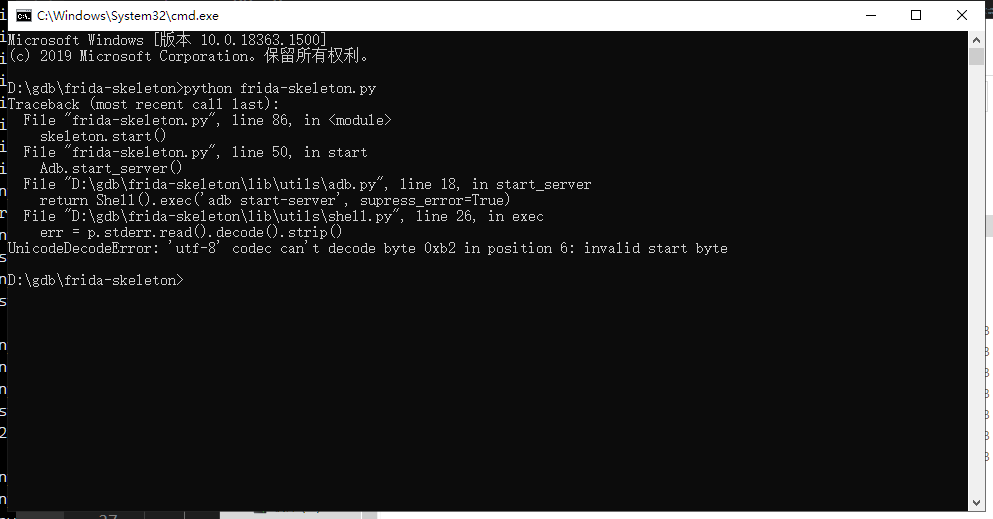 C:\Windows\System32\cmd.exe
Microsoft Windows [版本 10.0.18363.1500]
(c) 2019 Microsoft Corporation。保留所有权利。
D:\gdb\frida-skeleton>python frida-skeleton.py
Traceback (most recent call last):
  File "frida-skeleton.py", line 86, in <module>
    skeleton.start()
  File "frida-skeleton.py", line 50, in start
    Adb.start_server()
  File "D:\gdb\frida-skeleton\lib\utils\adb.py", line 18, in start_server
    return Shell().exec('adb start-server', supress_error=True)
  File "D:\gdb\frida-skeleton\lib\utils\shell.py", line 26, in exec
    err = p.stderr.read().decode().strip()
UnicodeDecodeError: 'utf-8' codec can't decode byte 0xb2 in position 6: invalid start byte
D:\gdb\frida-skeleton>